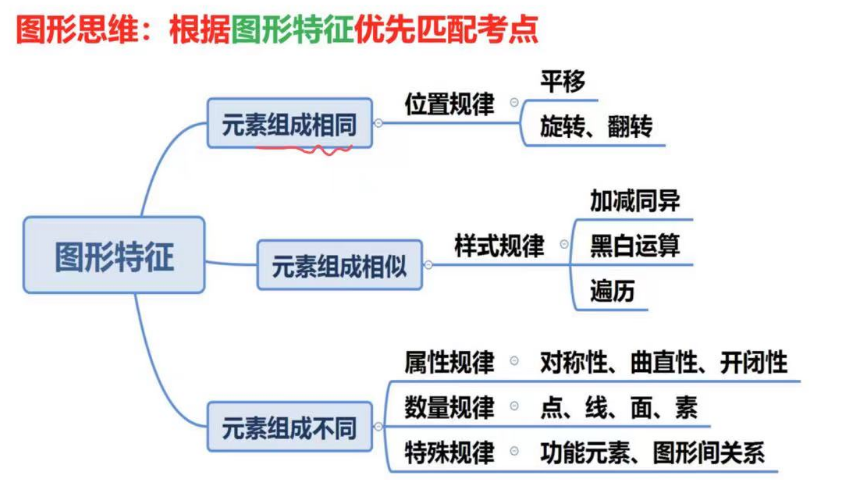 图形思维：根据图形特征优先匹配考点
图形特征
元素组成相同
位置规律
平移
旋转、翻转
元素组成相似
样式规律
加减同异
黑白运算
遍历
元素组成不同
属性规律
对称性、曲直性、开闭性
数量规律
点、线、面、素
特殊规律
功能元素、图形间关系